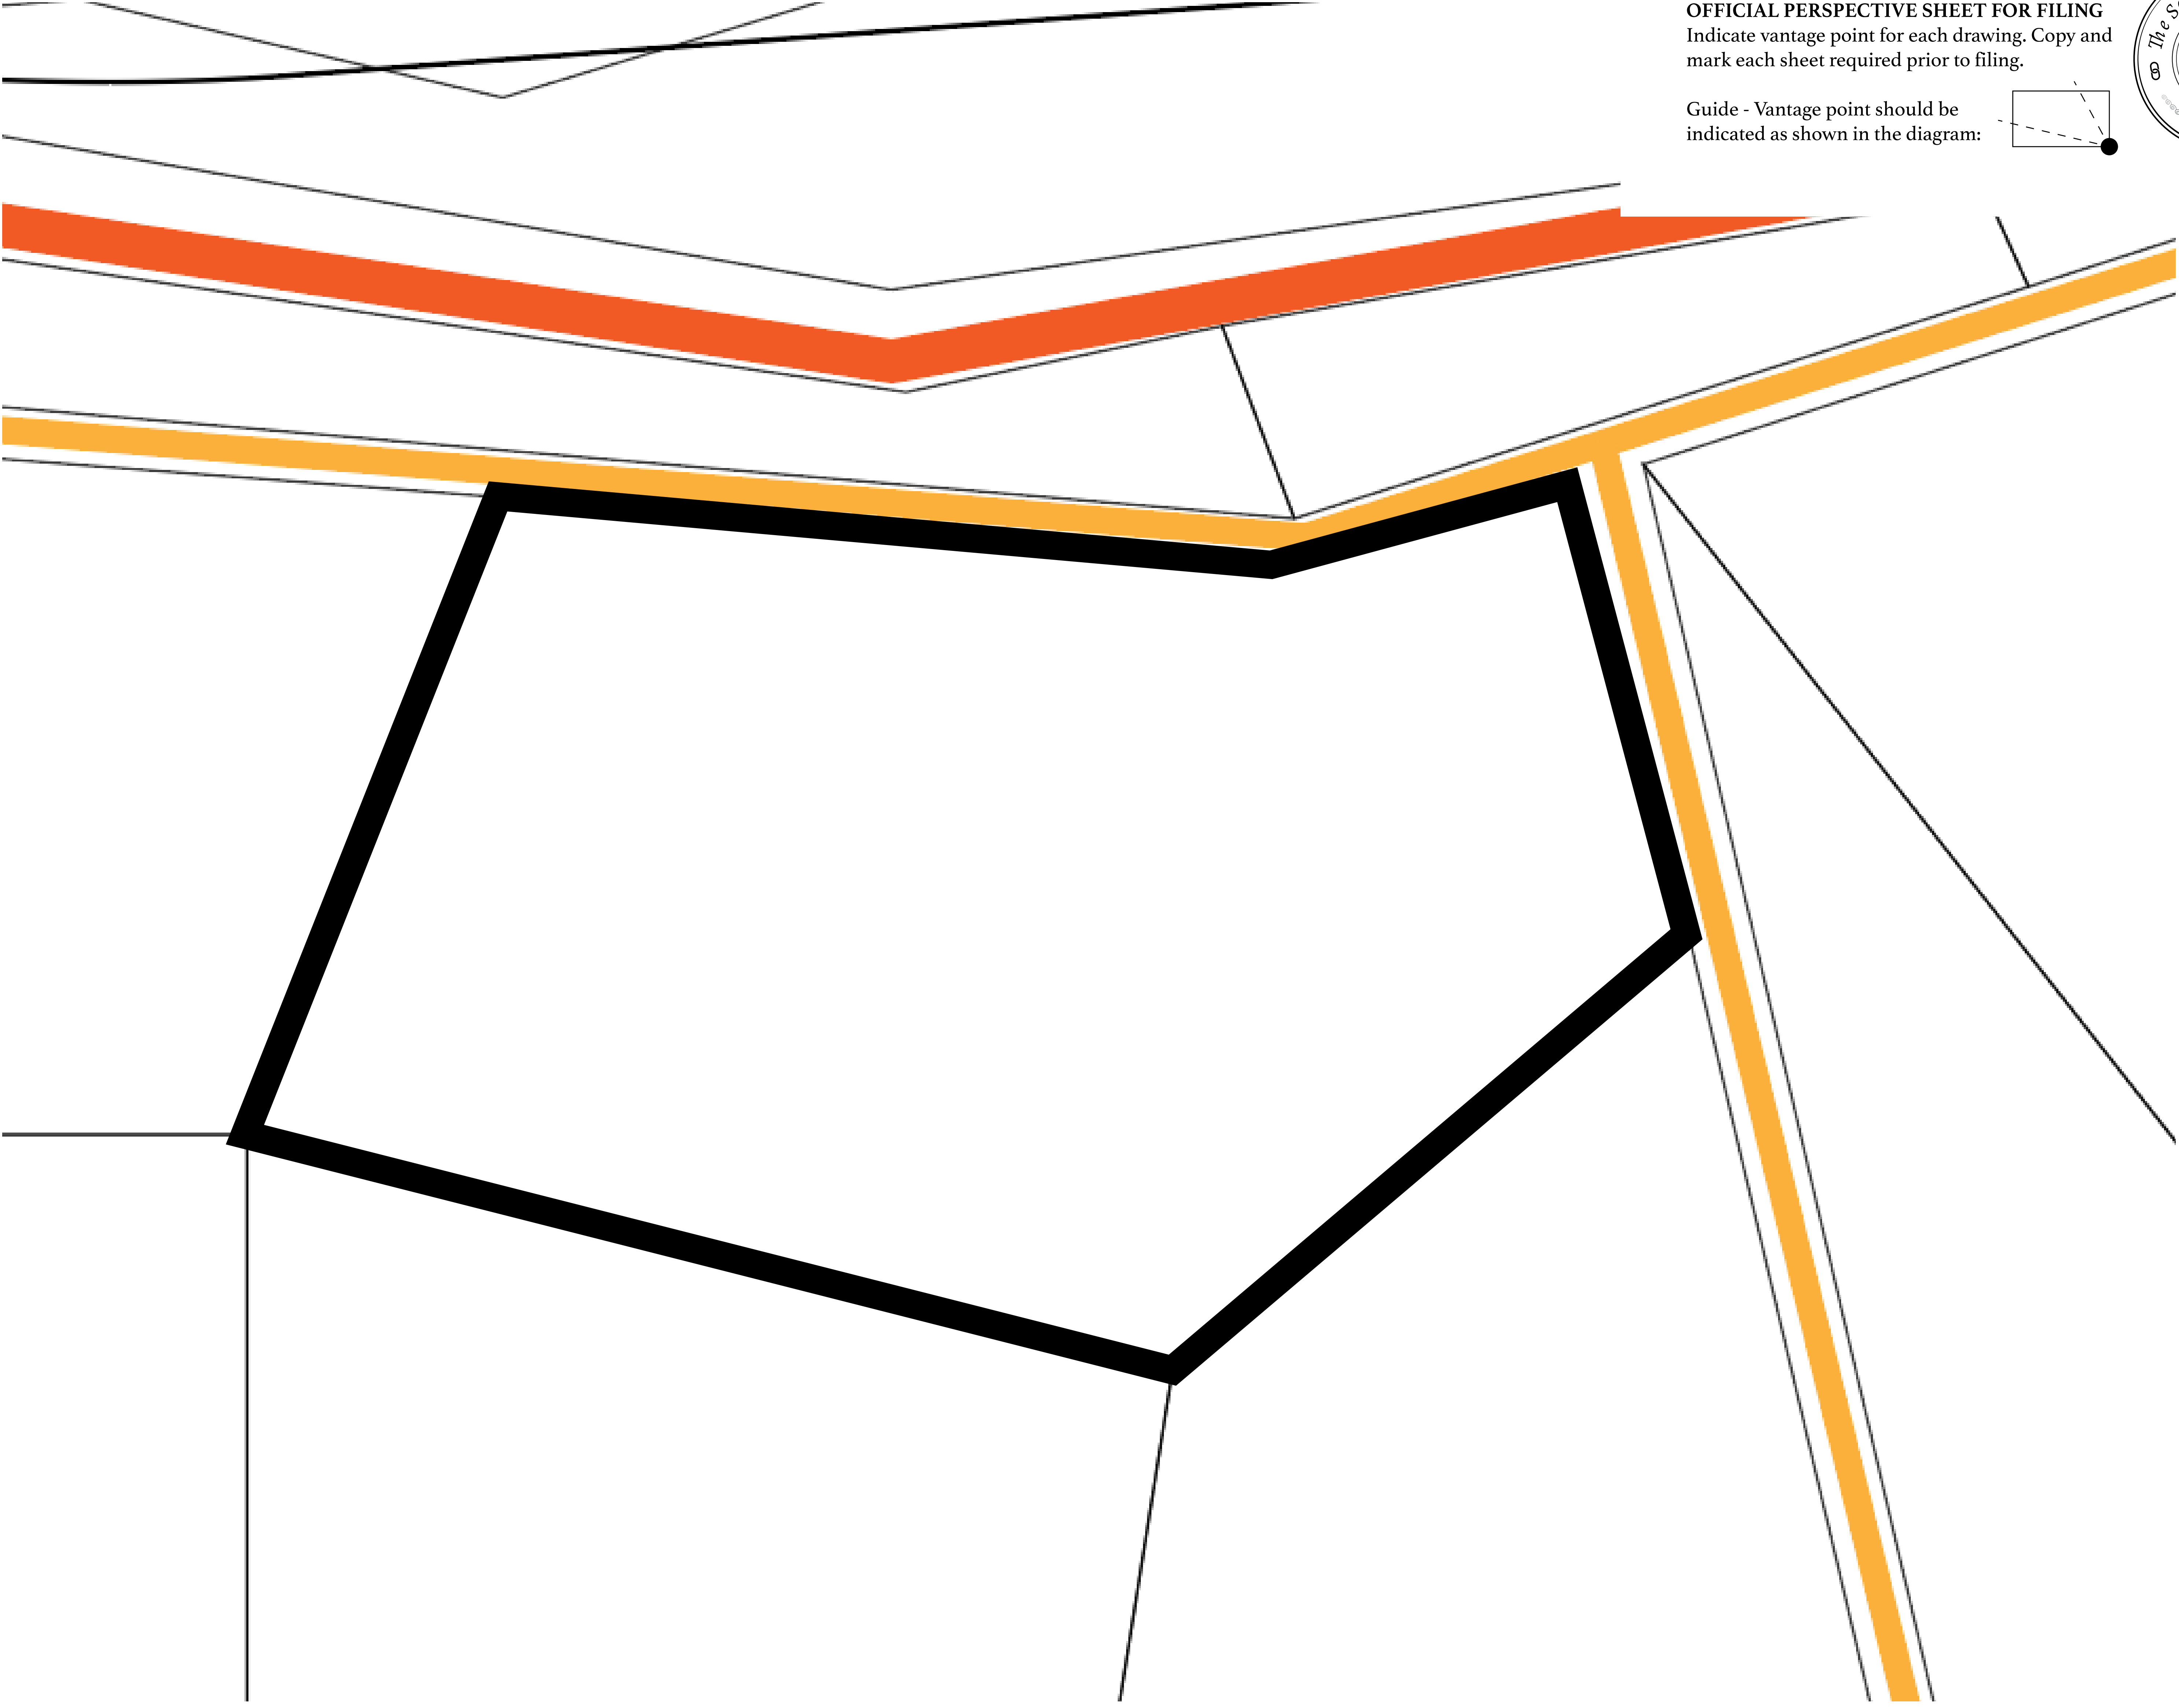 OFFICIAL PERSPECTIVE SHEET FOR FILING
Indicate vantage point for each drawing. Copy and
mark each sheet required prior to filing.
Guide - Vantage point should be
indicated as shown in the diagram:
The